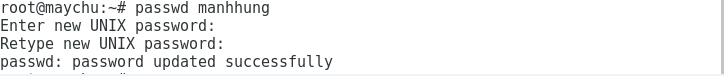 root@maychu:~# passwd manhhung
Enter new UNIX password:
Retype new UNIX password:
passwd: password updated successfully